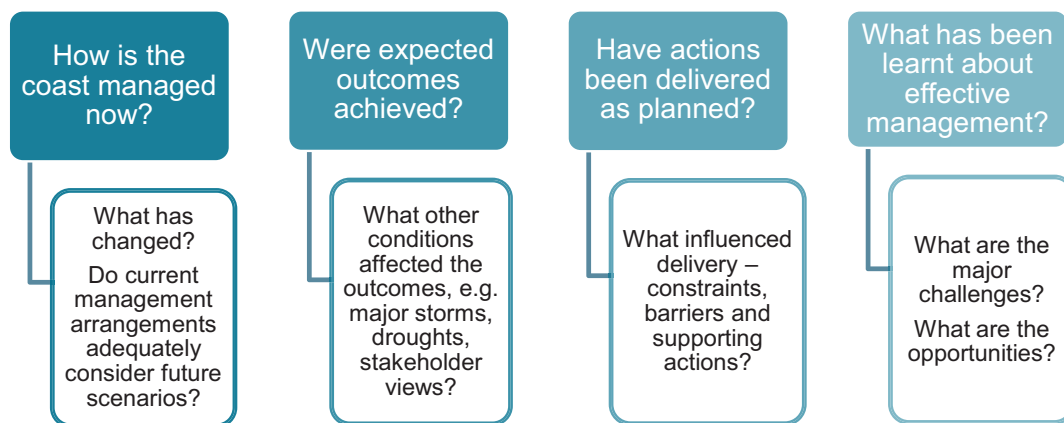 How is the
coast managed
now?
What has
changed?
Do current
management
arrangements
adequately
consider future
scenarios?
Were expected
outcomes
achieved?
What other
conditions
affected the
outcomes, e.g.
major storms,
droughts,
stakeholder
views?
Have actions
been delivered
as planned?
What influenced
delivery –
constraints,
barriers and
supporting
actions?
What has been
learnt about
effective
management?
What are the
major
challenges?
What are the
opportunities?